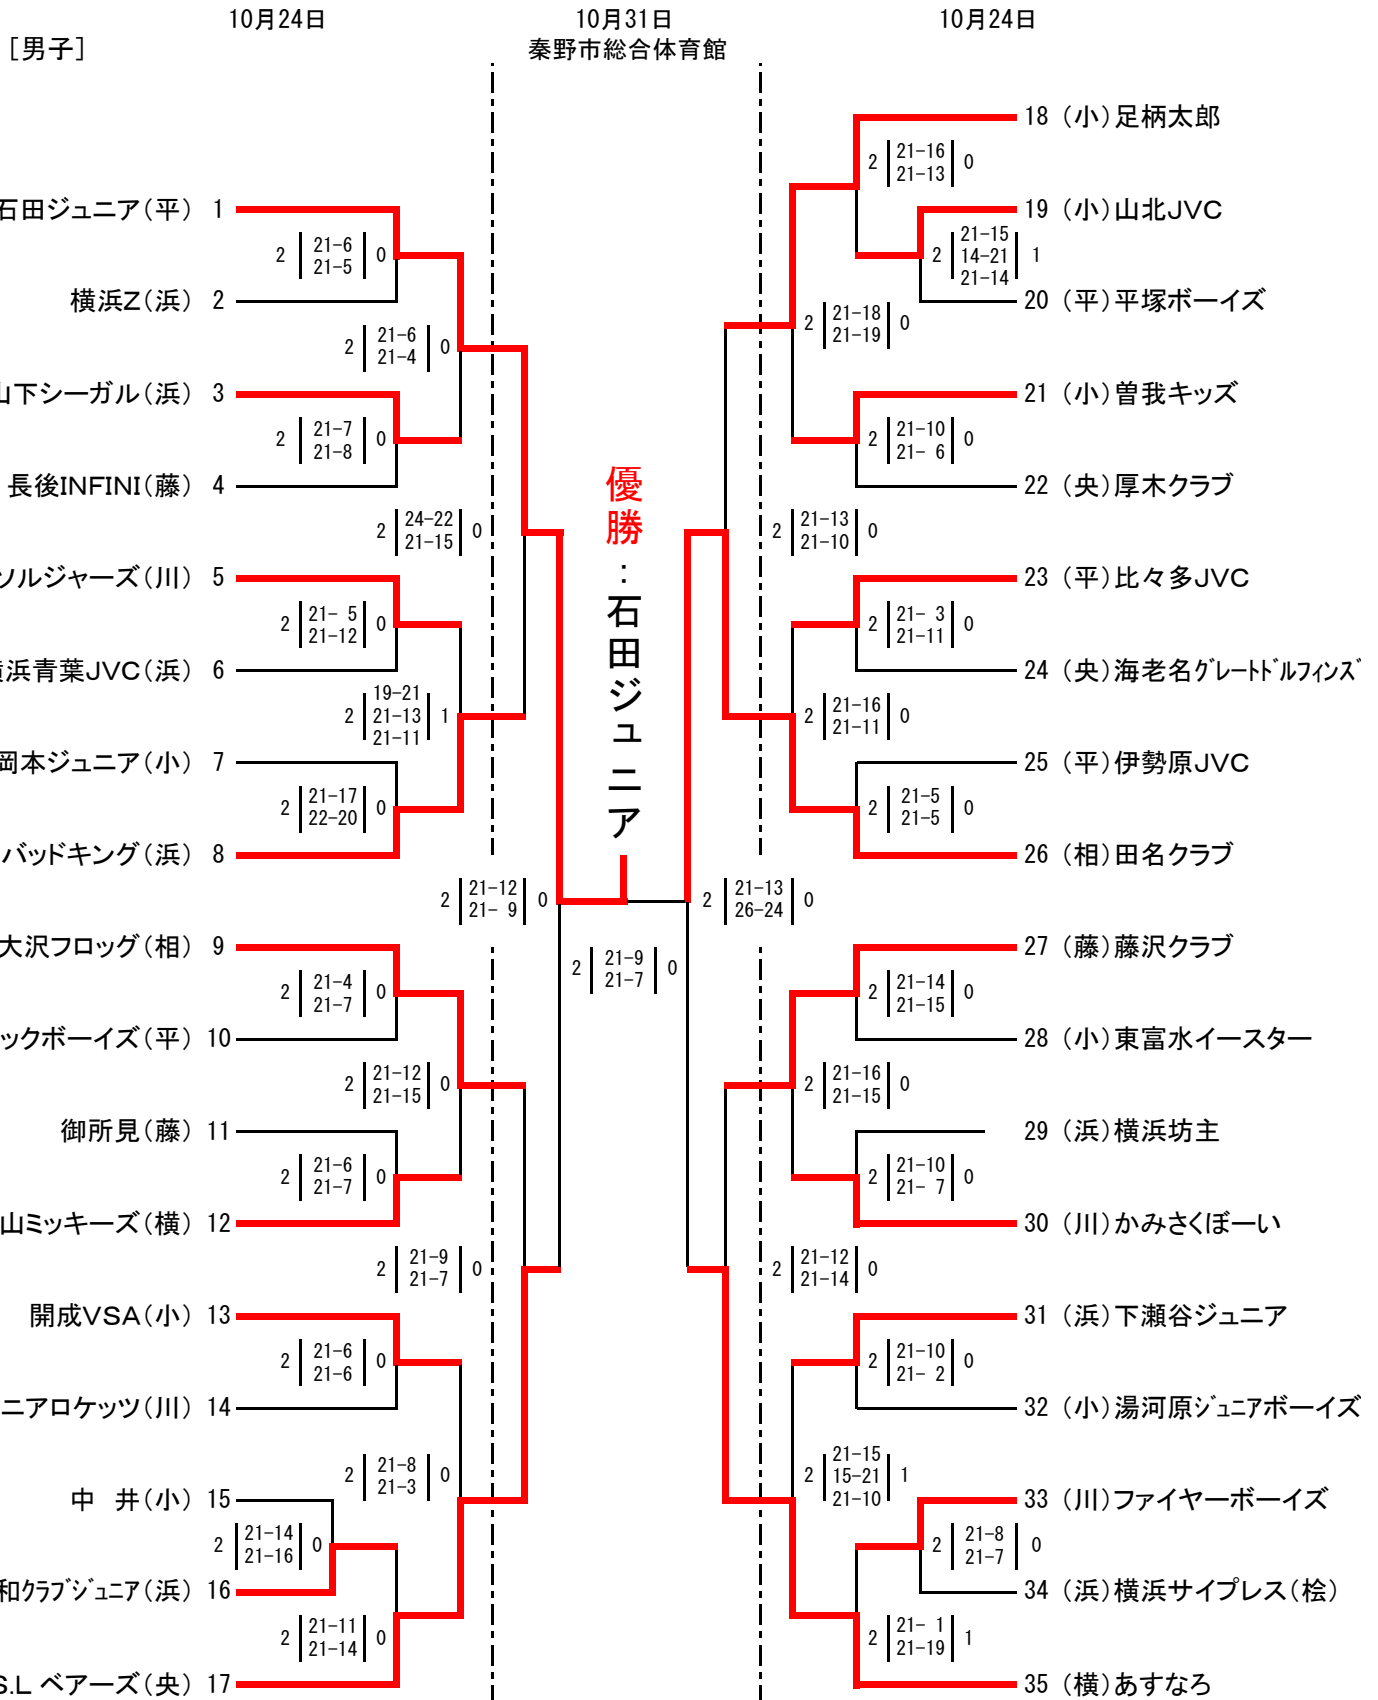 10月24日
10月31日
10月24日
［男子］
秦野市総合体育館
18 (小)足柄太郎
2 21-16 0
21-13
石田ジュニア(平) 1
19 (小)山北JVC
2 21-6 0
21-5
21-15
2 14-21 1
21-14
横浜Z(浜) 2
20 (平)平塚ボーイズ
2 21-6 0
21-4
2 21-18 0
21-19
山下シーガル(浜) 3
21 (小)曽我キッズ
2 21-7 0
21-8
2 21-10 0
21- 6
長後INFINI(藤) 4
22 (央)厚木クラブ
優勝：石田ジュニア
2 24-22 0
21-15
2 21-13 0
21-10
ソルジャーズ(川) 5
23 (平)比々多JVC
2 21- 5 0
21-12
2 21- 3 0
21-11
浜青葉JVC(浜) 6
24 (央)海老名グレートドルフィンズ
19-21
2 21-13 1
21-11
2 21-16 0
21-11
岡本ジュニア(小) 7
25 (平)伊勢原JVC
2 21-17 0
22-20
2 21-5 0
21-5
バッドキング(浜) 8
26 (相)田名クラブ
2 21-12 0
21- 9
2 21-13 0
26-24
大沢フロッグ(相) 9
27 (藤)藤沢クラブ
2 21-9 0
21-7
2 21-4 0
21-7
2 21-14 0
21-15
ックボーイズ(平) 10
28 (小)東富水イースター
2 21-12 0
21-15
2 21-16 0
21-15
御所見(藤) 11
29 (浜)横浜坊主
2 21-6 0
21-7
2 21-10 0
21- 7
山ミッキーズ(横) 12
30 (川)かみさくぼーい
2 21-9 0
21-7
2 21-12 0
21-14
開成VSA(小) 13
31 (浜)下瀬谷ジュニア
2 21-6 0
21-6
2 21-10 0
21- 2
ニアロケッツ(川) 14
32 (小)湯河原ジュニアボーイズ
2 21-8 0
21-3
21-15
2 15-21 1
21-10
中　井(小) 15
33 (川)ファイヤーボーイズ
2 21-14 0
21-16
2 21-8 0
21-7
和クラブジュニア(浜) 16
34 (浜)横浜サイプレス(桧)
2 21-11 0
21-14
2 21- 1 1
21-19
S.L ベアーズ(央) 17
35 (横)あすなろ